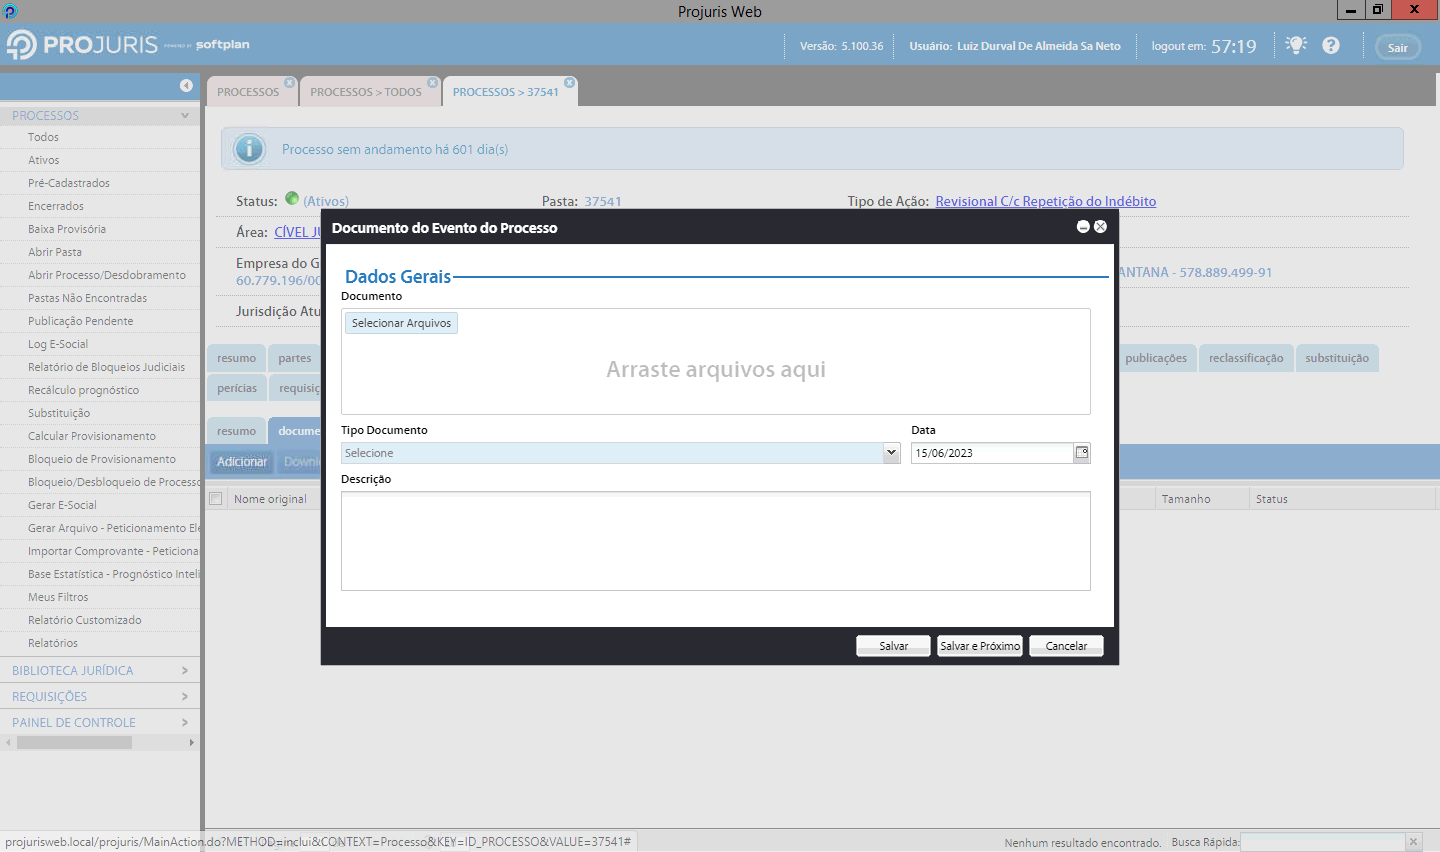 Projuris Web
PROJURIS POWERED BY softplan
Versão: 5.100.36
Usuário: Luiz Durval De Almeida Sa Neto
logout em: 57:19
Sair
PROCESSOS
PROCESSOS > TODOS
PROCESSOS > 37541
PROCESSOS
Todos
Ativos
Pré-Cadastrados
Encerrados
Baixa Provisória
Abrir Pasta
Abrir Processo/Desdobramento
Pastas Não Encontradas
Publicação Pendente
Log E-Social
Relatório de Bloqueios Judiciais
Recálculo prognóstico
Substituição
Calcular Provisionamento
Bloqueio de Provisionamento
Bloqueio/Desbloqueio de Processo
Gerar E-Social
Gerar Arquivo - Peticionamento Ele
Importar Comprovante - Peticiona
Base Estatística - Prognóstico Inteli
Meus Filtros
Relatório Customizado
Relatórios
BIBLIOTECA JURÍDICA
REQUISIÇÕES
PAINEL DE CONTROLE
Processo sem andamento há 601 dia(s)
Status: (Ativos)
Pasta: 37541
Tipo de Ação: Revisional C/c Repetição do Indébito
Área: CÍVEL JU
Empresa do G
60.779.196/00
ANTANA - 578.889.499-91
Jurisdição Atu
resumo
partes
publicações
reclassificação
substituição
perícias
requisiç
resumo
docume
Adicionar
Downl
Nome original
Tamanho
Status
Documento do Evento do Processo
Dados Gerais
Documento
Selecionar Arquivos
Arraste arquivos aqui
Tipo Documento
Data
Selecione
15/06/2023
Descrição
Salvar
Salvar e Próximo
Cancelar
projurisweb.local/projuris/MainAction.do?METHOD=inclui&CONTEXT=Processo&KEY=ID_PROCESSO&VALUE=37541#
Nenhum resultado encontrado.
Busca Rápida: